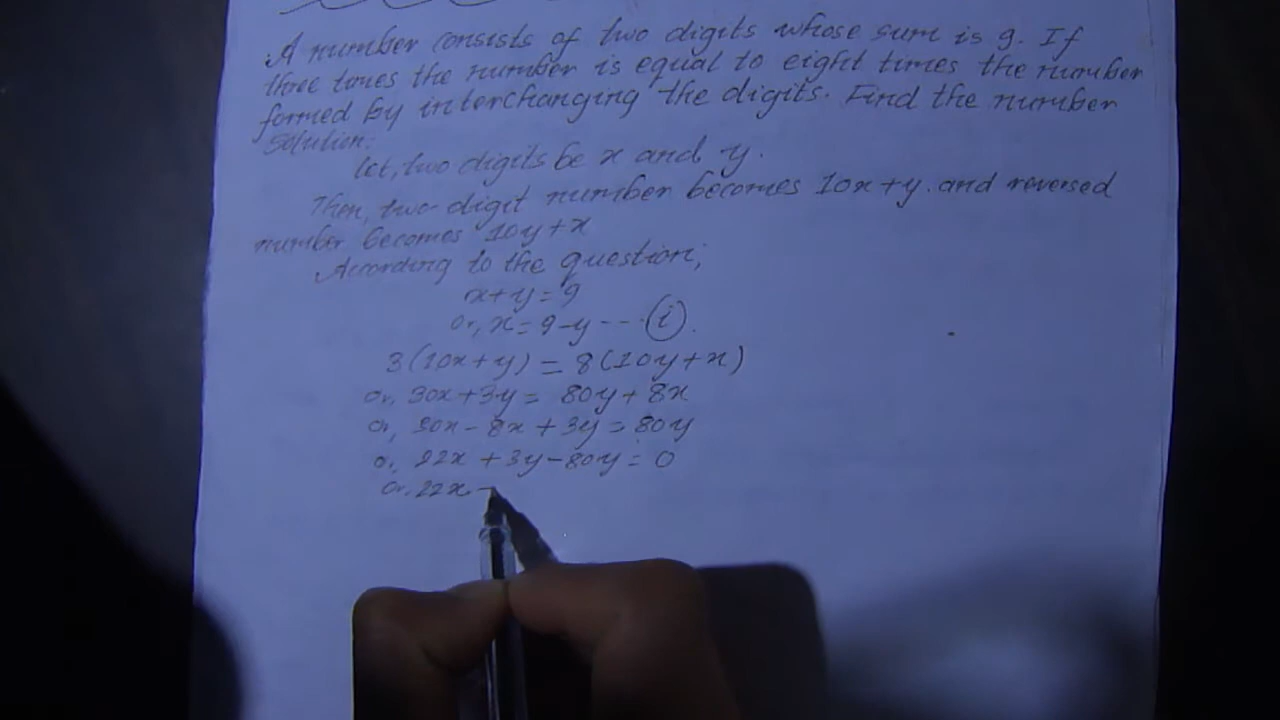 A number consists of two digits whose sum is 9. If
three times the number is equal to eight times the number
formed by interchanging the digits. Find the number
Solution:
Let, two digits be x and y.
Then, two digit number becomes 10x+y. and reversed
number becomes 10y+x
According to the question;
x+y=9
Or, x=9-y --- (i).
3(10x+y) = 8(10y+x)
Or, 30x+3y = 80y+8x
Or, 30x-8x+3y=80y
Or, 22x+3y-80y=0
Or, 22x -